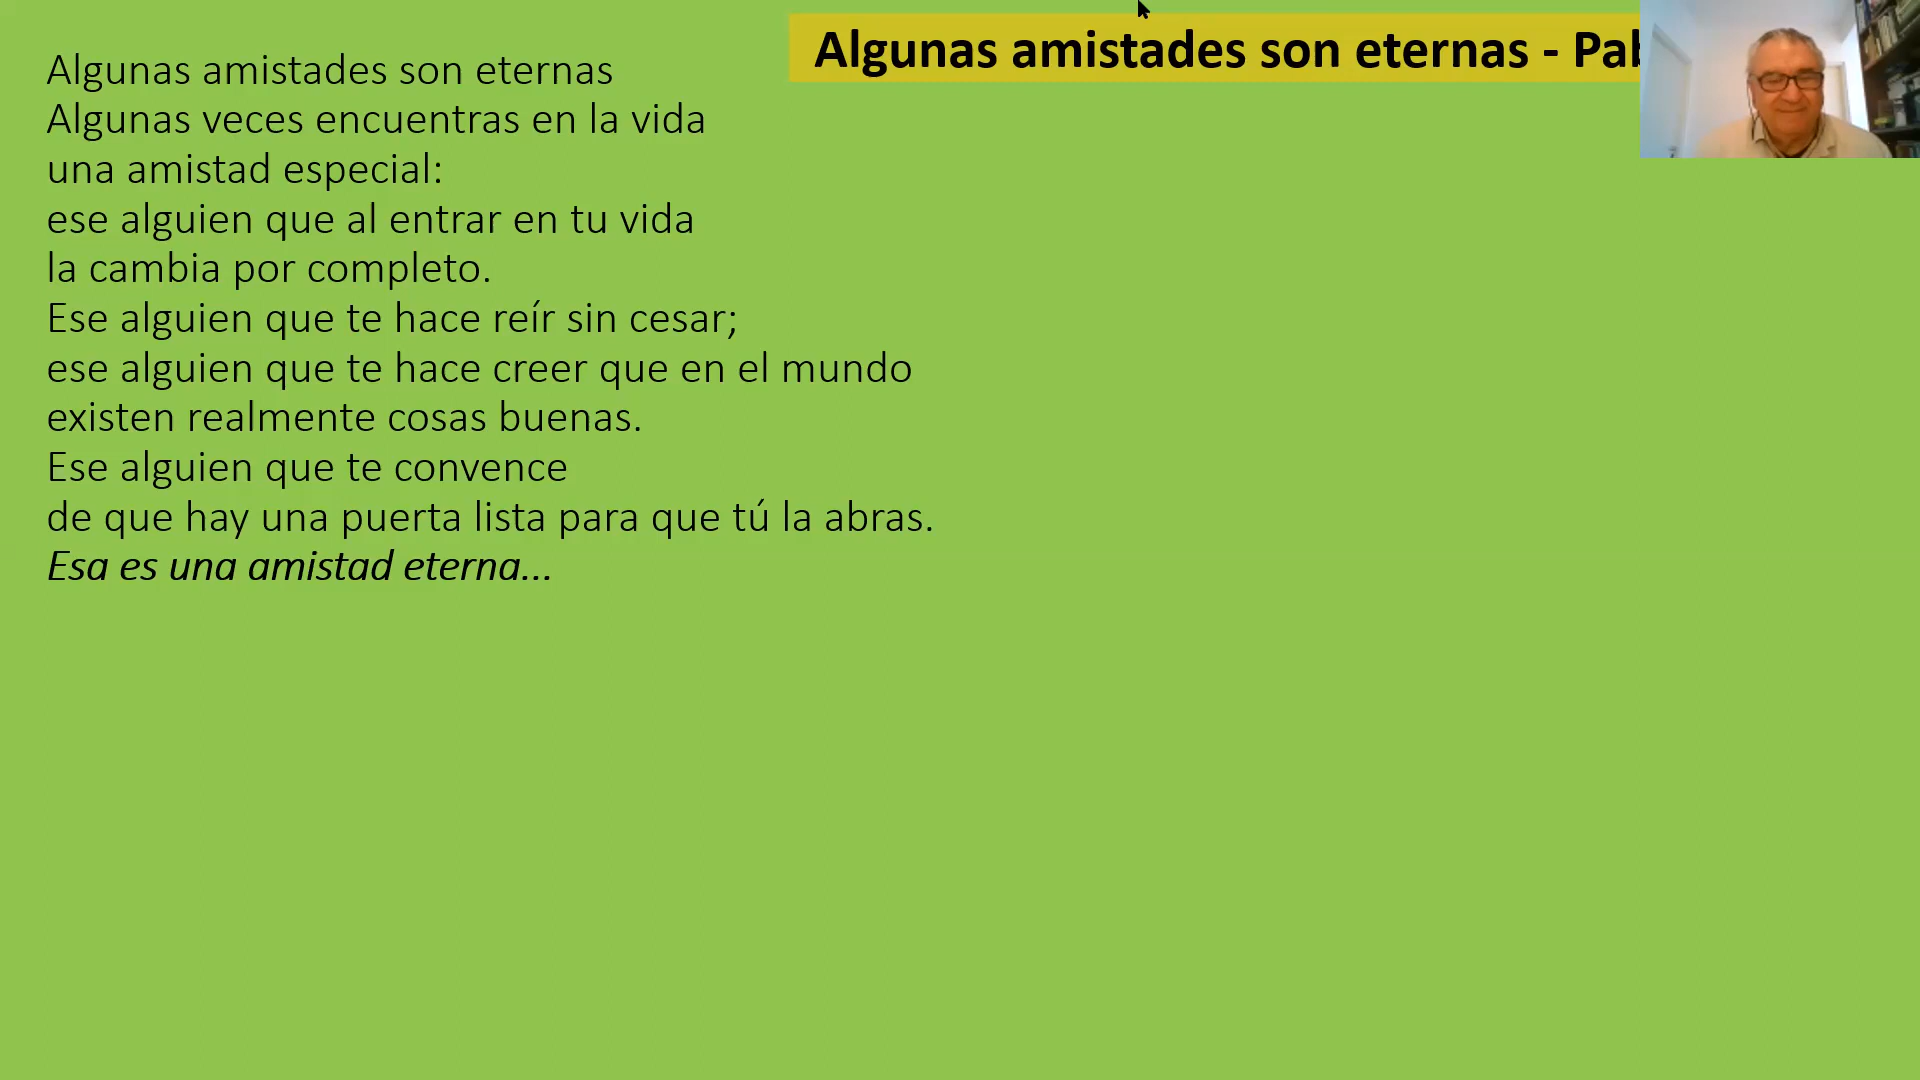 Algunas amistades son eternas -
Algunas amistades son eternas
Algunas veces encuentras en la vida
una amistad especial:
ese alguien que al entrar en tu vida
la cambia por completo.
Ese alguien que te hace reír sin cesar;
ese alguien que te hace creer que en el mundo
existen realmente cosas buenas.
Ese alguien que te convence
de que hay una puerta lista para que tú la abras.
Esa es una amistad eterna...